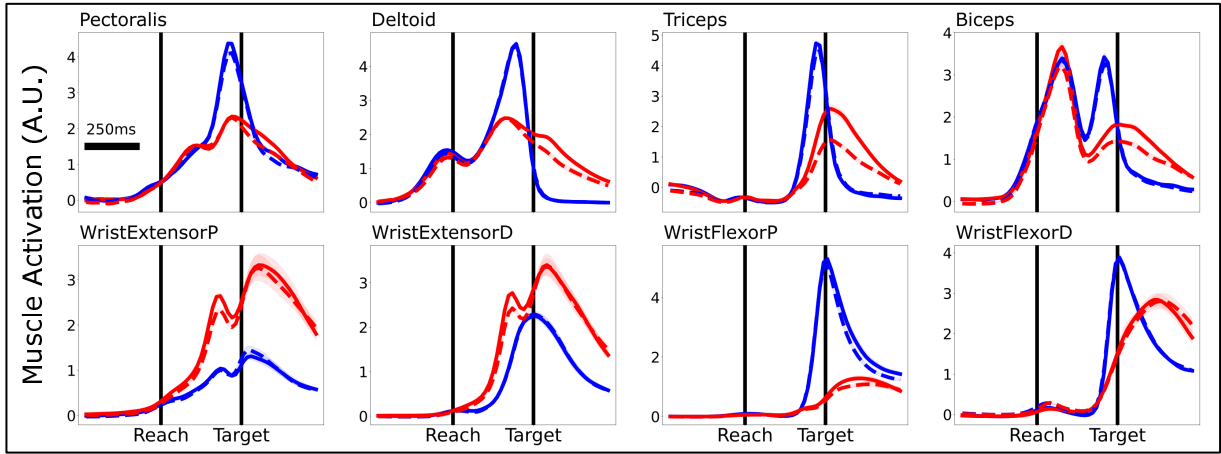 Muscle Activation (A.U.)
Pectoralis
4
3
2
1
0
250ms
Deltoid
4
3
2
1
0
Triceps
5
4
3
2
1
0
Biceps
4
3
2
1
0
WristExtensorP
3
2
1
0
Reach Target
WristExtensorD
3
2
1
0
Reach Target
WristFlexorP
4
2
0
Reach Target
WristFlexorD
4
3
2
1
0
Reach Target